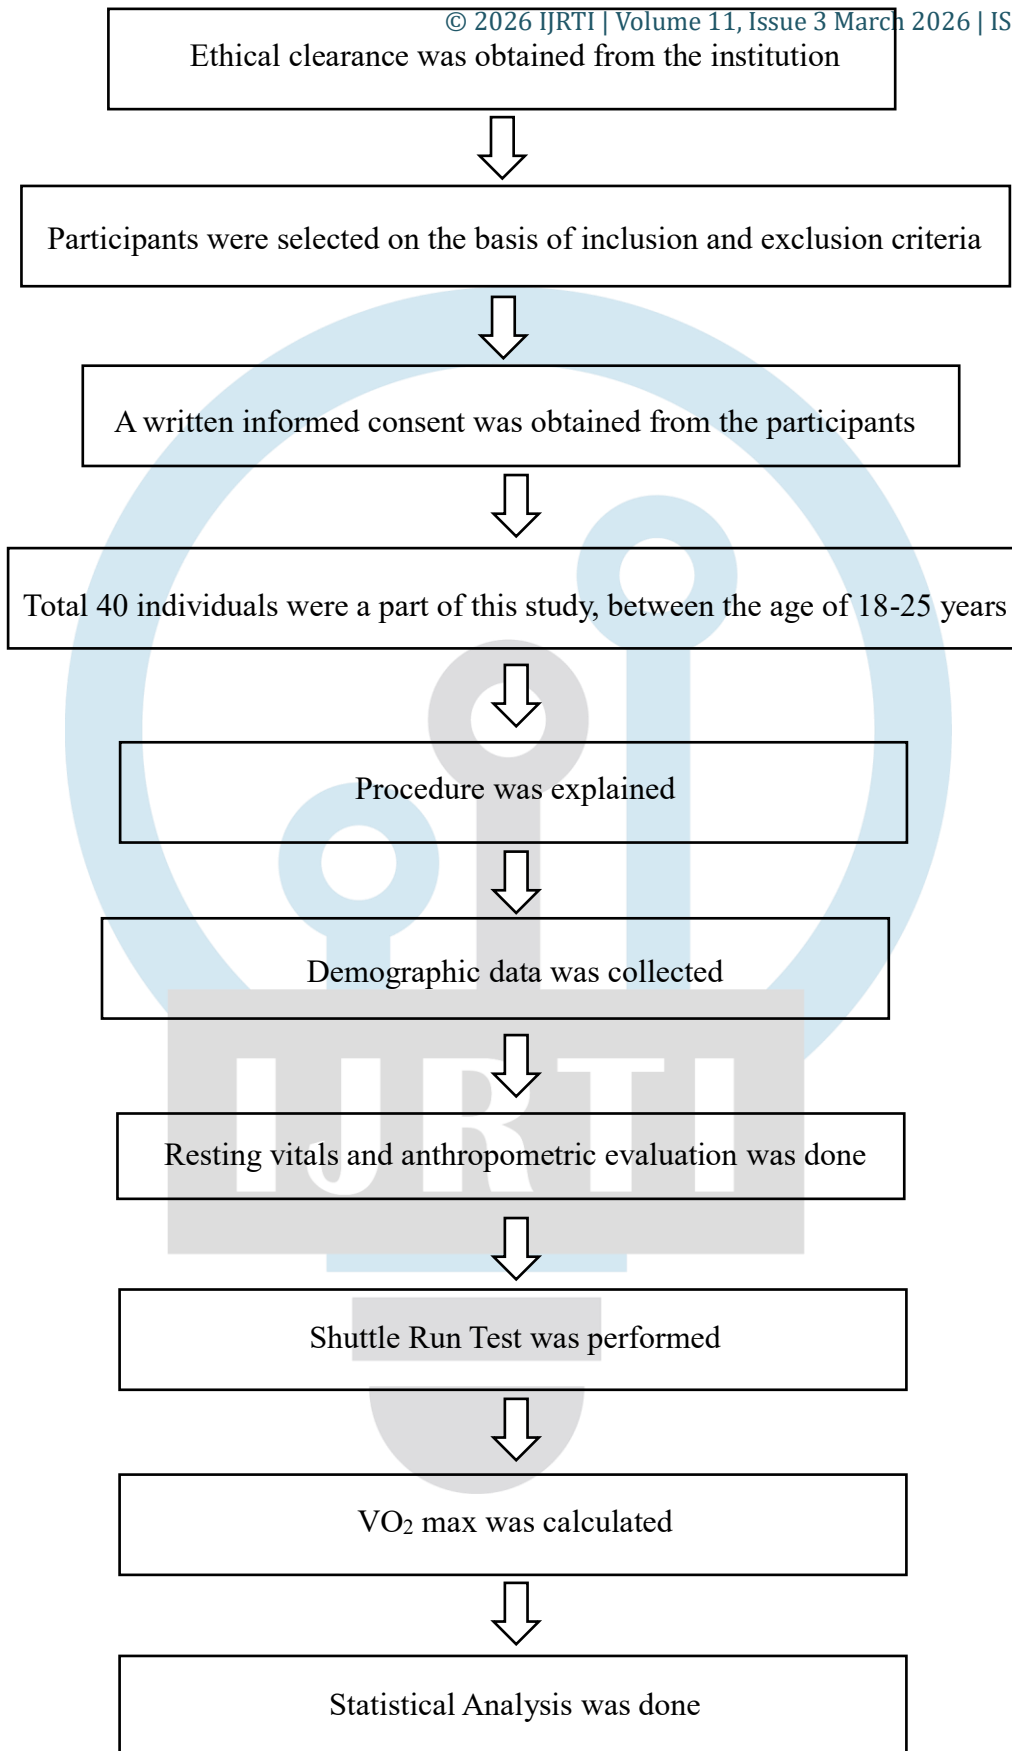 © 2026 IJRTI | Volume 11, Issue 3 March 2026 | IS
Ethical clearance was obtained from the institution
Participants were selected on the basis of inclusion and exclusion criteria
A written informed consent was obtained from the participants
Total 40 individuals were a part of this study, between the age of 18-25 years
Procedure was explained
Demographic data was collected
IJRTI
Resting vitals and anthropometric evaluation was done
Shuttle Run Test was performed
VO₂ max was calculated
Statistical Analysis was done